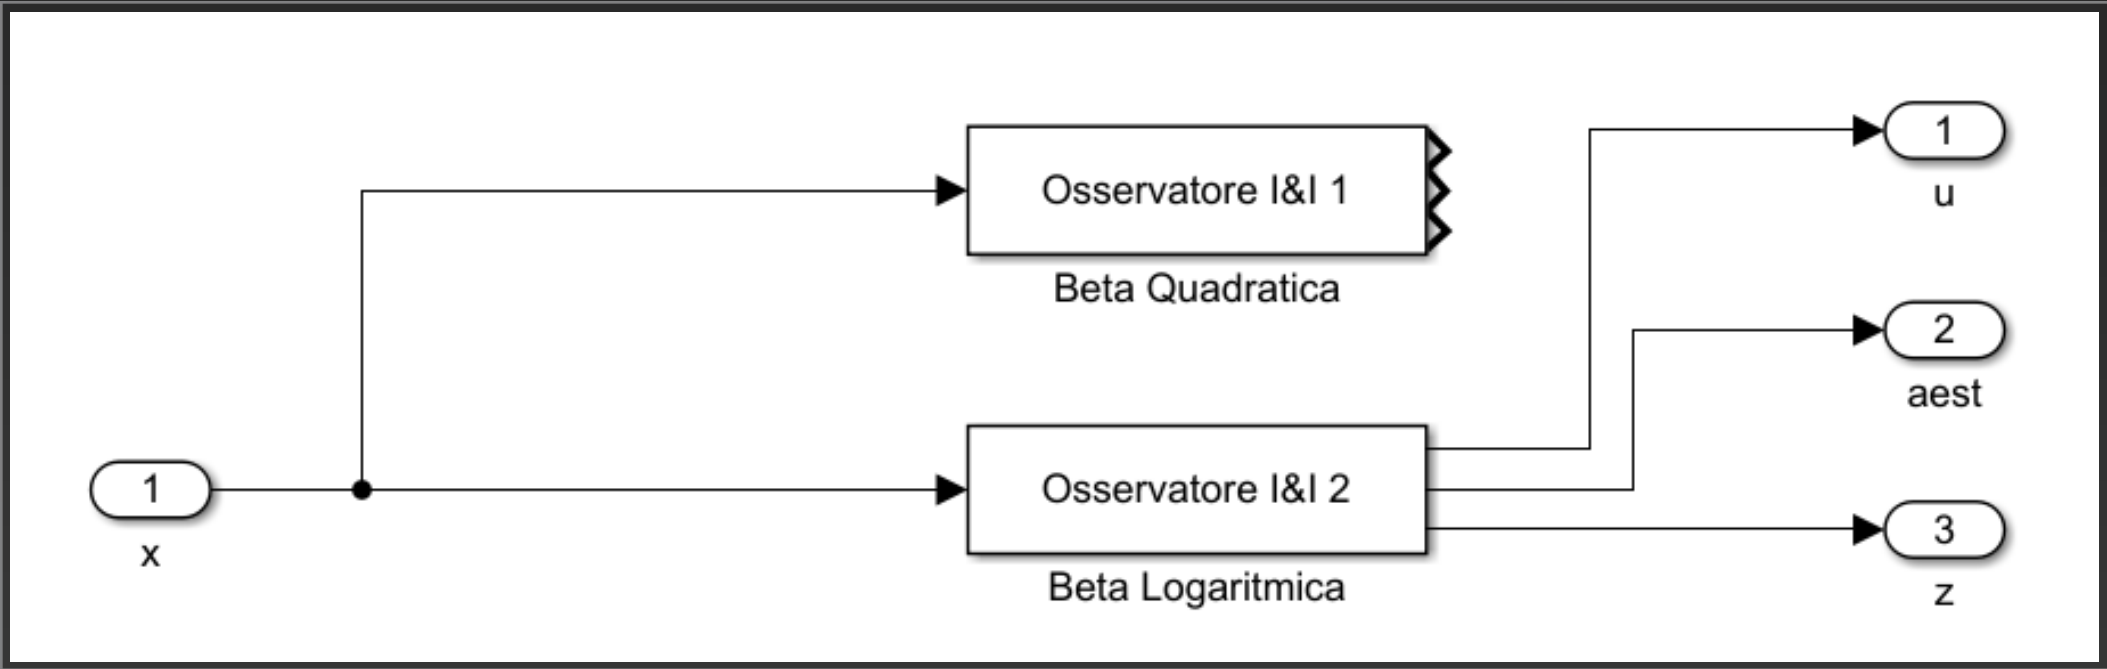 Osservatore I&I 1
Beta Quadratica
1
u
2
aest
1
x
Osservatore I&I 2
Beta Logaritmica
3
z